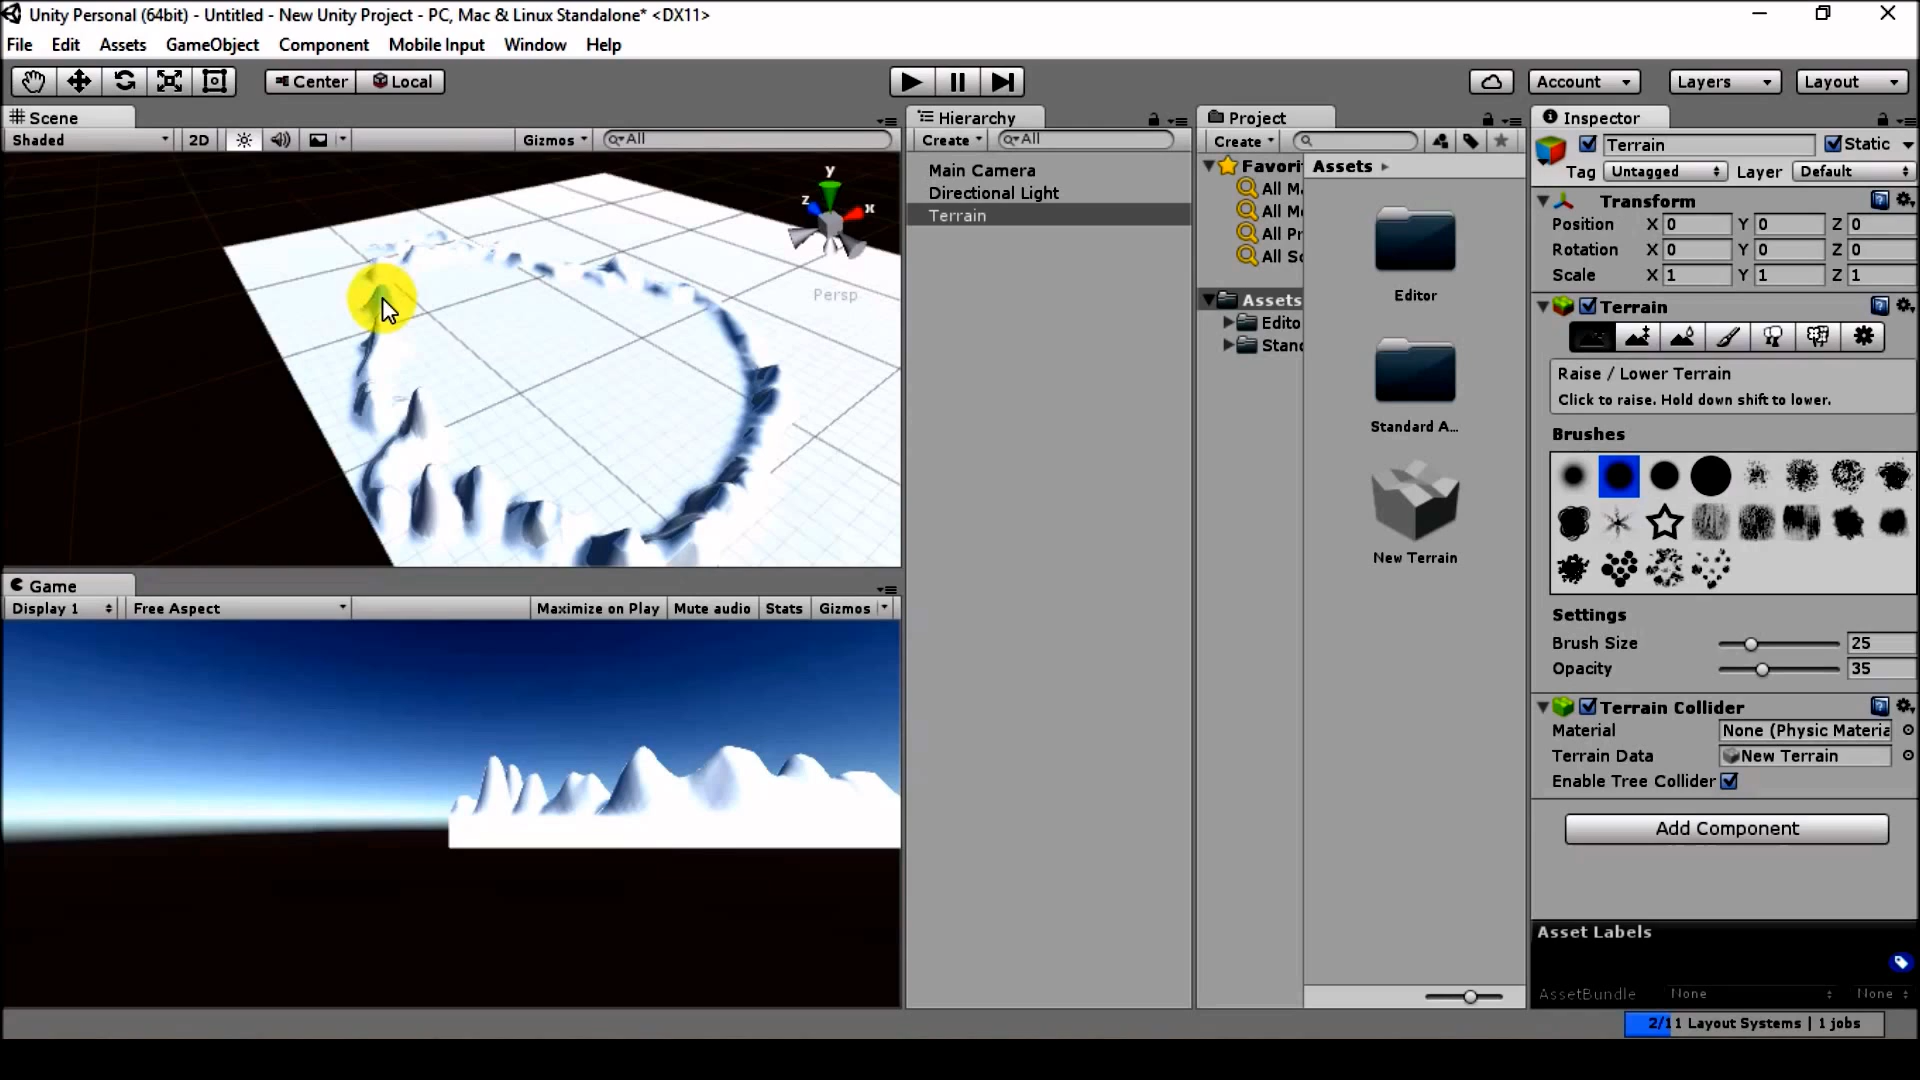 Unity Personal (64bit) - Untitled - New Unity Project - PC, Mac & Linux Standalone* <DX11>
File Edit Assets GameObject Component Mobile Input Window Help
Center Local Account Layers Layout
Scene
Shaded 2D Gizmos All
y
z x
Persp
Game
Display 1 Free Aspect Maximize on Play Mute audio Stats Gizmos
Hierarchy
Create All
Main Camera
Directional Light
Terrain
Project
Create
Favori
All Ma
All Mo
All Pr
All Sc
Assets
Edito
Stanc
Assets
Editor
Standard A...
New Terrain
Inspector
Terrain Static
Tag Untagged Layer Default
Transform
Position X 0 Y 0 Z 0
Rotation X 0 Y 0 Z 0
Scale X 1 Y 1 Z 1
Terrain
Raise / Lower Terrain
Click to raise. Hold down shift to lower.
Brushes
Settings
Brush Size 25
Opacity 35
Terrain Collider
Material None (Physic Materia
Terrain Data New Terrain
Enable Tree Collider
Add Component
Asset Labels
AssetBundle None None
2/11 Layout Systems | 1 jobs